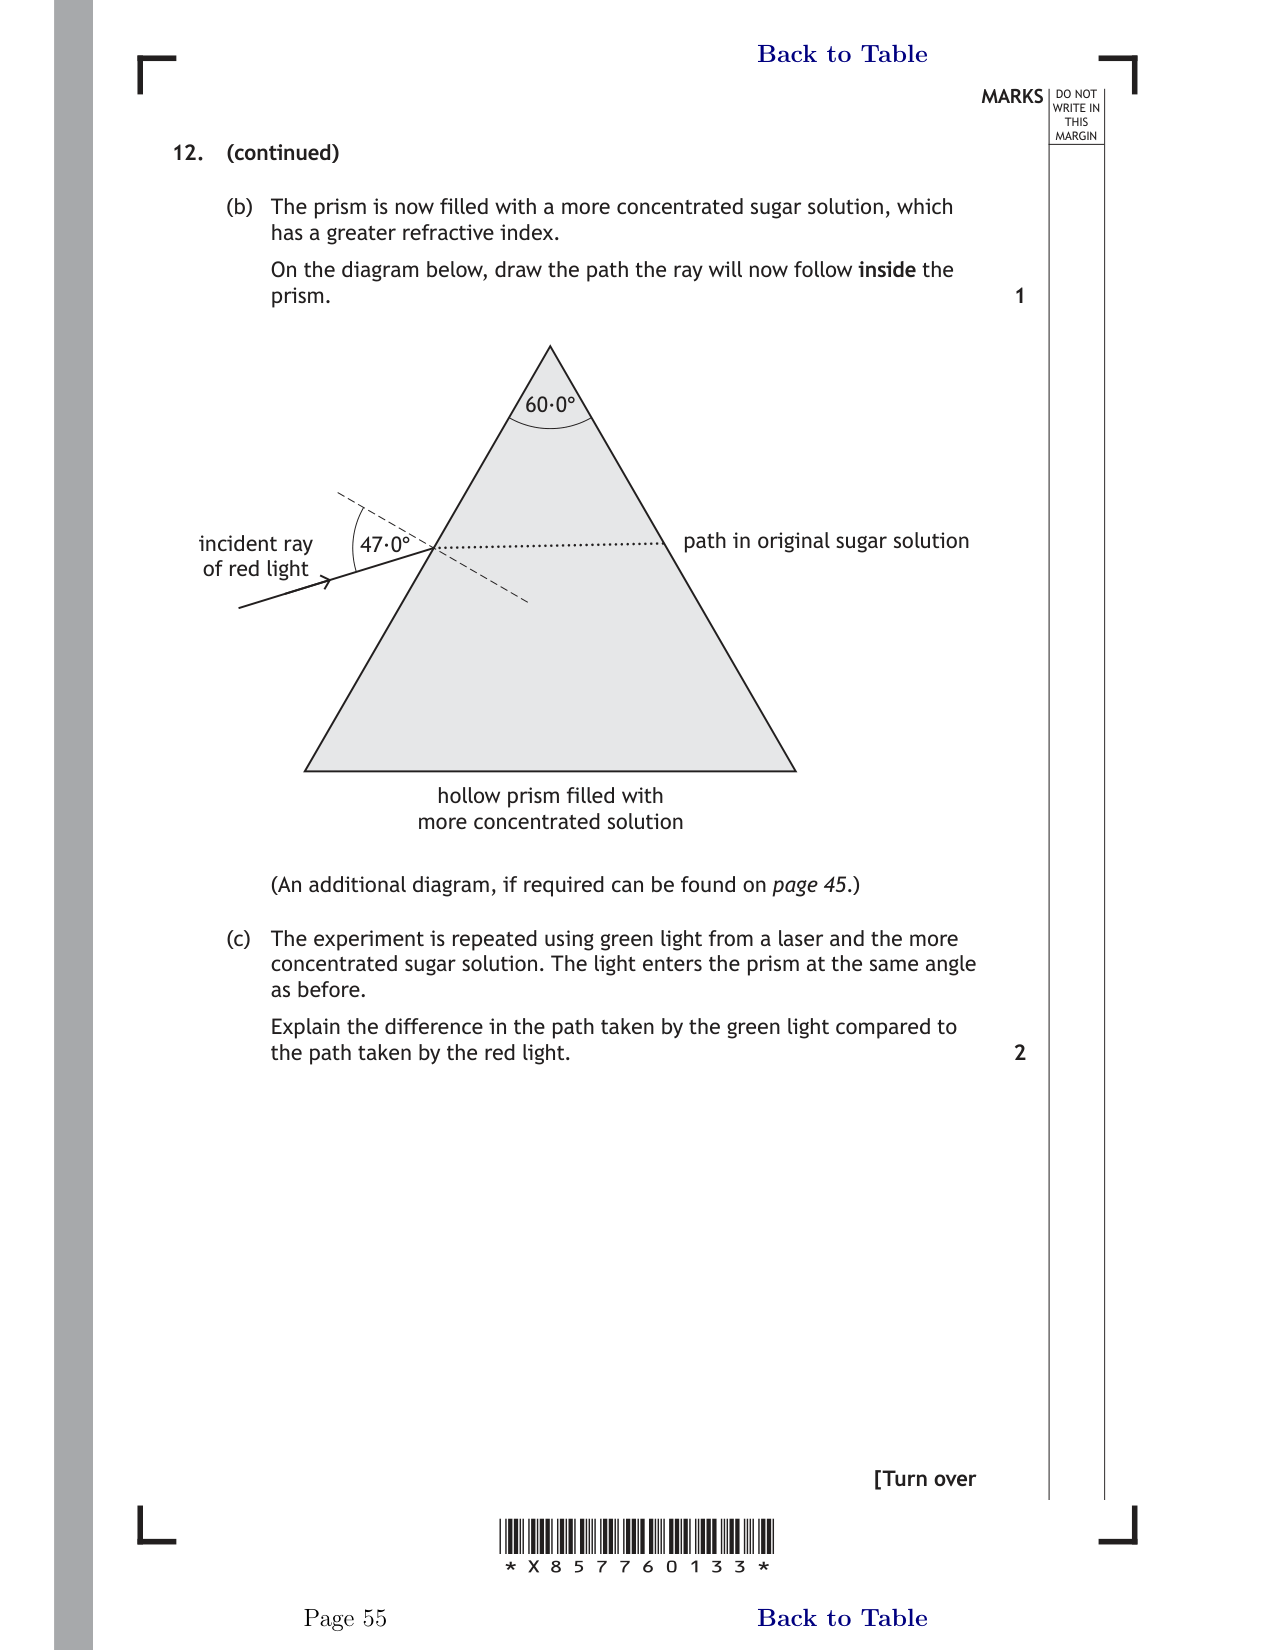 Back to Table
MARKS
DO NOT
WRITE IN
THIS
MARGIN
12. (continued)
(b) The prism is now filled with a more concentrated sugar solution, which
has a greater refractive index.
On the diagram below, draw the path the ray will now follow inside the
prism. 1
60·0°
incident ray
of red light
47·0°
path in original sugar solution
hollow prism filled with
more concentrated solution
(An additional diagram, if required can be found on page 45.)
(c) The experiment is repeated using green light from a laser and the more
concentrated sugar solution. The light enters the prism at the same angle
as before.
Explain the difference in the path taken by the green light compared to
the path taken by the red light. 2
[Turn over
* X 8 5 7 7 6 0 1 3 3 *
Page 55
Back to Table